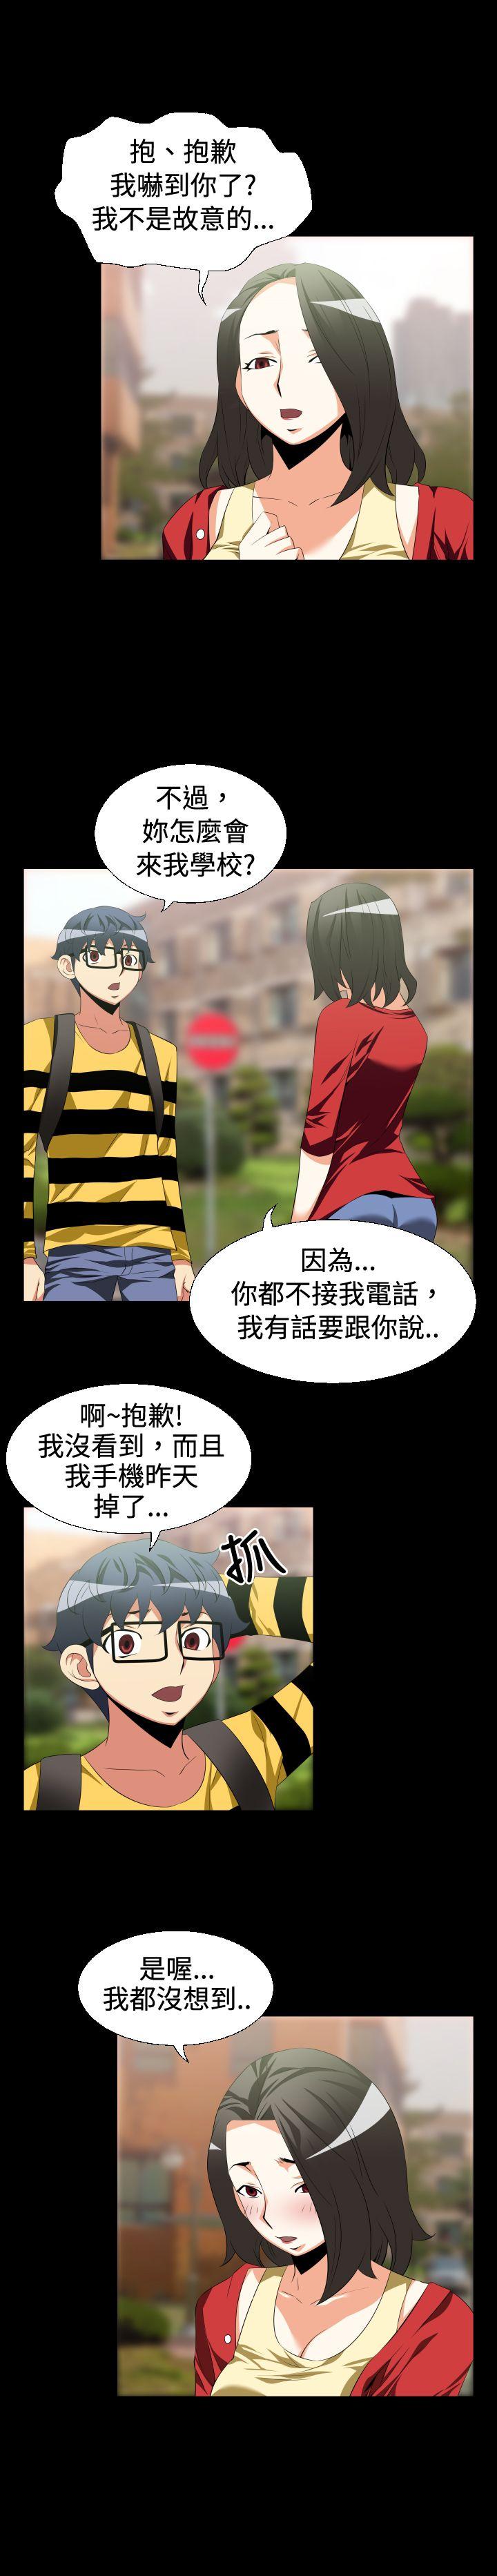 抱、抱歉
我嚇到你了?
我不是故意的...
不過，
妳怎麼會
來我學校?
因為...
你都不接我電話，
我有話要跟你說..
啊~抱歉!
我沒看到，而且
我手機昨天
掉了...
抓
是喔...
我都沒想到..